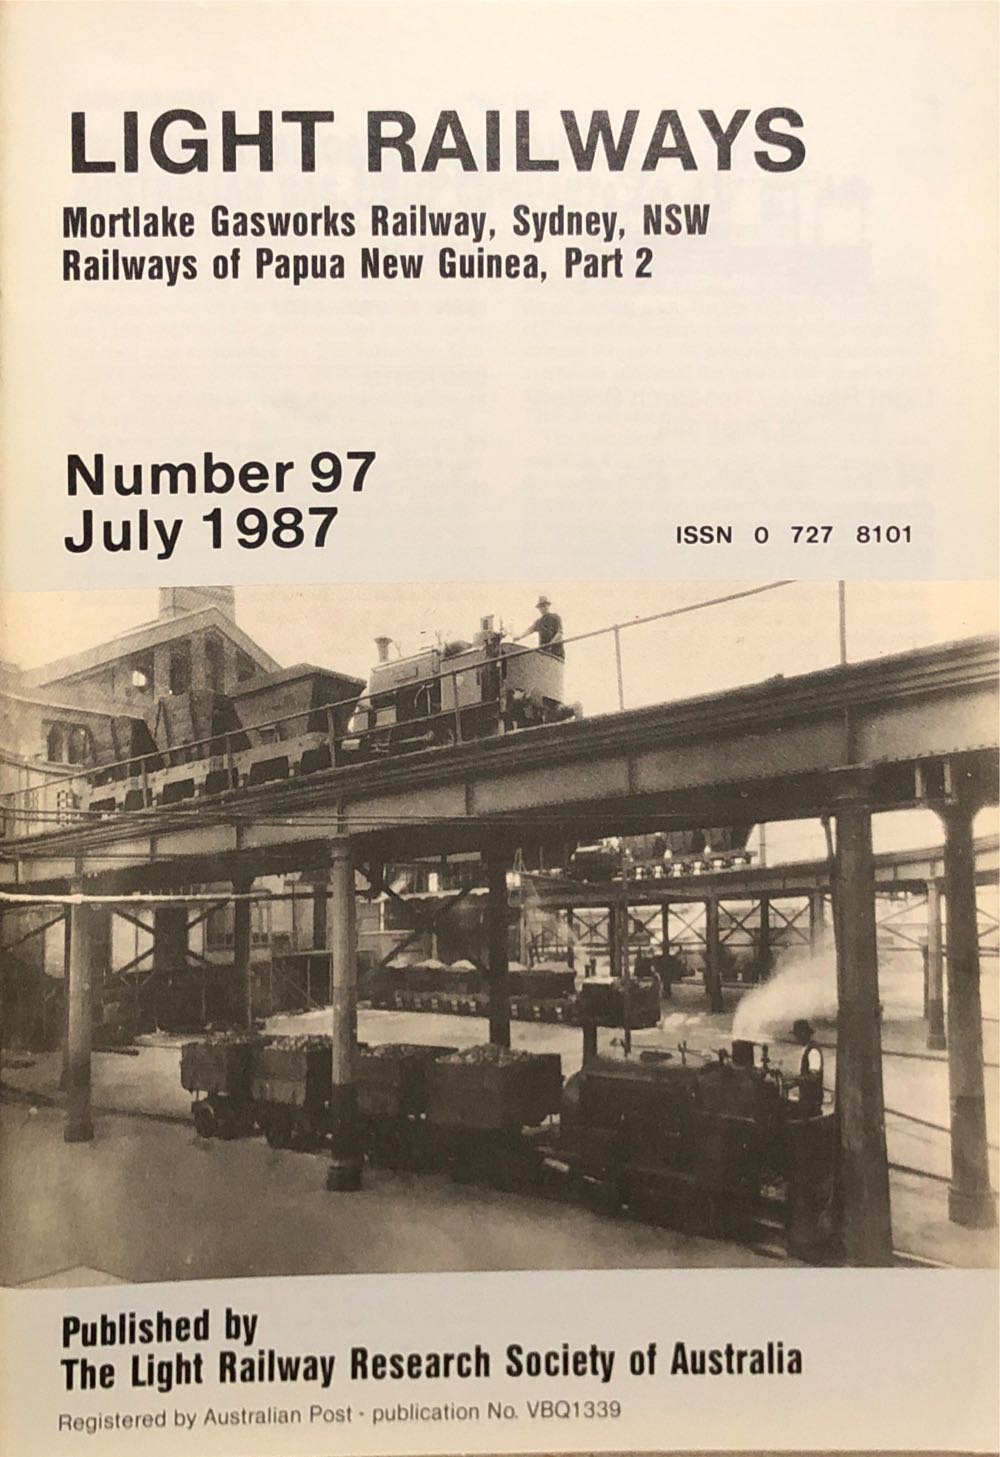 LIGHT RAILWAYS
Mortlake Gasworks Railway, Sydney, NSW
Railways of Papua New Guinea, Part 2
Number 97
July 1987
ISSN 0 727 8101
Published by
The Light Railway Research Society of Australia
Registered by Australian Post - publication No. VBQ1339